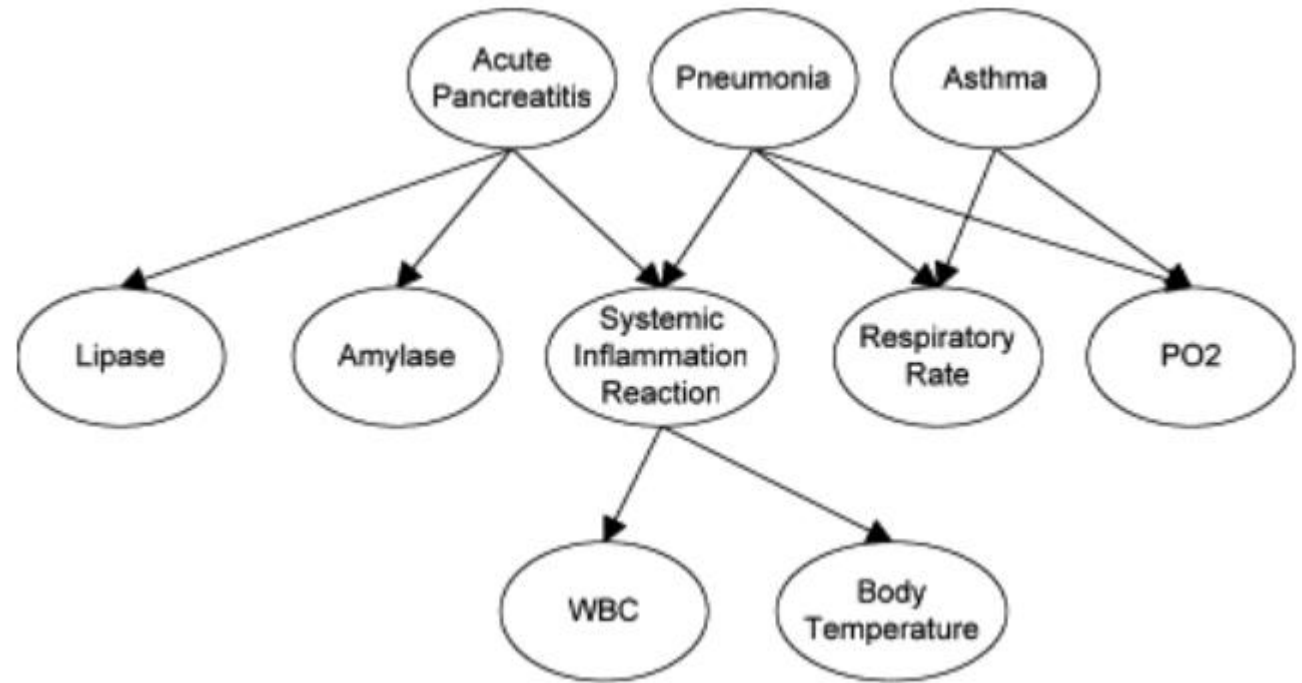 Acute
Pancreatitis
Pneumonia
Asthma
Lipase
Amylase
Systemic
Inflammation
Reaction
Respiratory
Rate
PO2
WBC
Body
Temperature